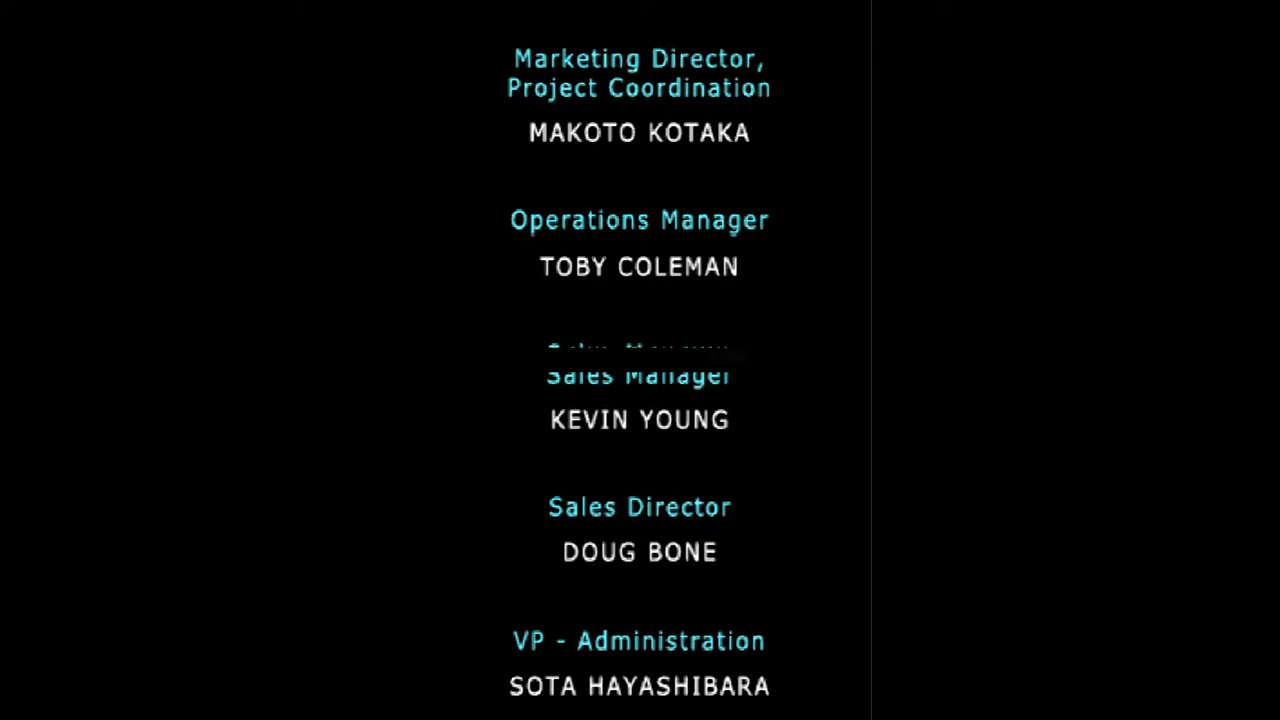 Marketing Director,
Project Coordination
MAKOTO KOTAKA
Operations Manager
TOBY COLEMAN
Sales Manager
KEVIN YOUNG
Sales Director
DOUG BONE
VP - Administration
SOTA HAYASHIBARA